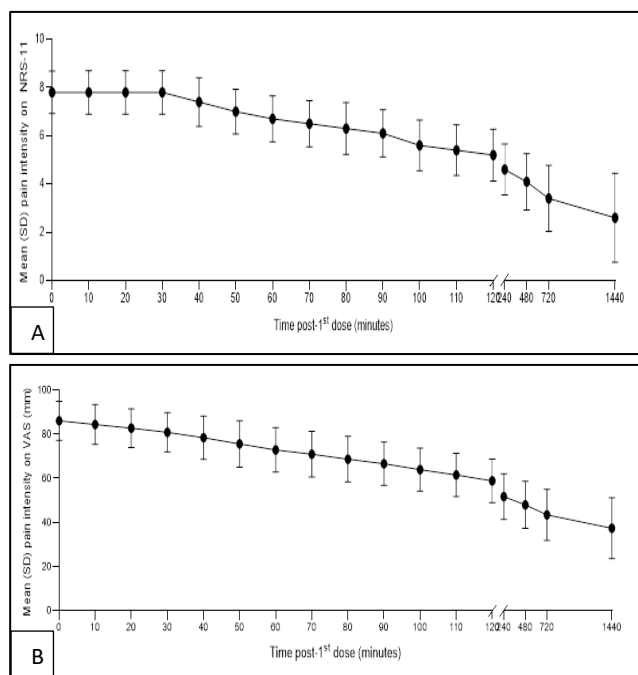 Mean (SD) pain intensity on NRS-11
10
8
6
4
2
0
0 10 20 30 40 50 60 70 80 90 100 110 120 240 480 720 1440
Time post-1st dose (minutes)
A
Mean (SD) pain intensity on VAS (mm)
100
80
60
40
20
0
0 10 20 30 40 50 60 70 80 90 100 110 120 240 480 720 1440
Time post-1st dose (minutes)
B